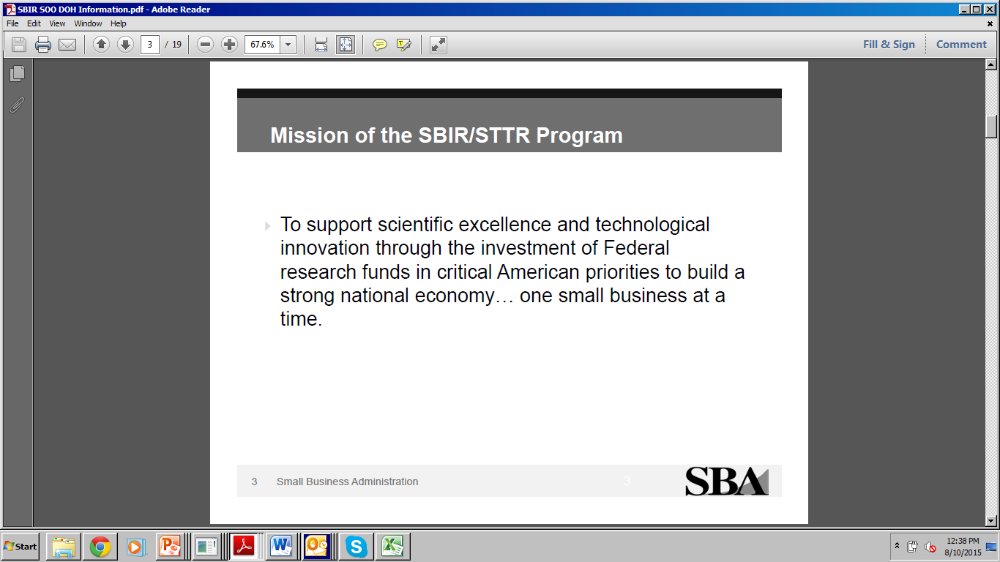 SBIR SOO DOH Information.pdf - Adobe Reader
File Edit View Window Help
3 / 19 67.6% Fill & Sign Comment
Mission of the SBIR/STTR Program
To support scientific excellence and technological
innovation through the investment of Federal
research funds in critical American priorities to build a
strong national economy… one small business at a
time.
3 Small Business Administration 3 SBA
Start
12:38 PM
8/10/2015